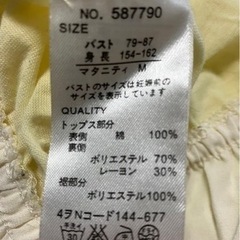 NO. 587790
SIZE
バスト 79-87
身長 154-162
マタニティ M
バストのサイズは妊娠前の
サイズを表示しています
QUALITY
トップス部分
表側 綿 100%
裏側
ポリエステル 70%
レーヨン 30%
裾部分
ポリエステル 100%
4ヲNコード144-677